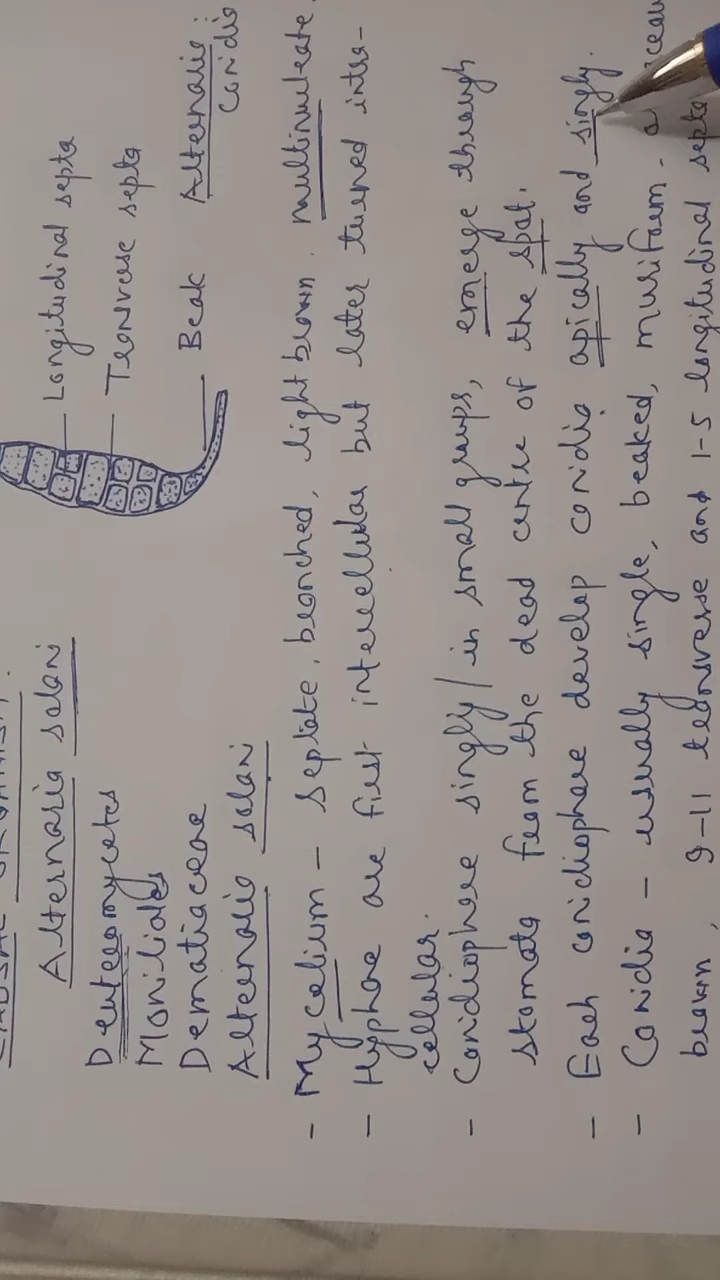 CAUSAL ORGANISM:
Alternaria solani
Deuteromycetes
Moniliales
Dematiaceae
Alternaria solani
Longitudinal septa
Transverse septa
Beak
Alternaria:
Conidia
- Mycelium - septate, branched, light brown. multinucleate.
- Hyphae are first intercellular but later turned intra-
cellular.
- Conidiophore singly/in small groups, emerge through
stomata from the dead centre of the spot.
- Each conidiophore develop conidia apically and singly.
- Conidia - usually single, beaked, muriform -
brown, 9-11 transverse and 1-5 longitudinal septa